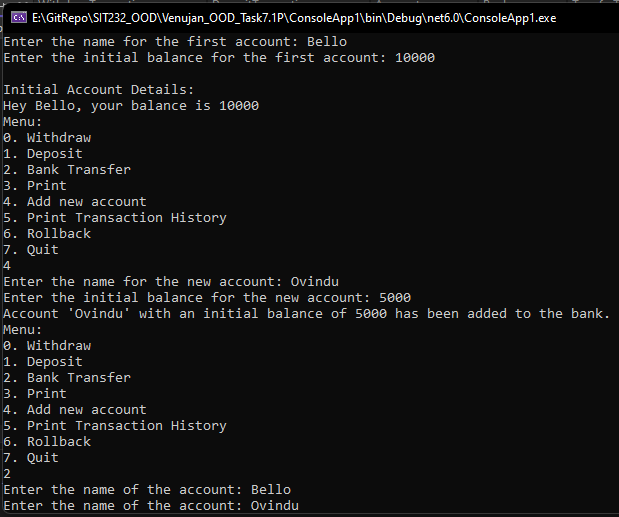 E:\GitRepo\SIT232_OOD\Venujan_OOD_Task7.1P\ConsoleApp1\bin\Debug\net6.0\ConsoleApp1.exe
Enter the name for the first account: Bello
Enter the initial balance for the first account: 10000
Initial Account Details:
Hey Bello, your balance is 10000
Menu:
0. Withdraw
1. Deposit
2. Bank Transfer
3. Print
4. Add new account
5. Print Transaction History
6. Rollback
7. Quit
4
Enter the name for the new account: Ovindu
Enter the initial balance for the new account: 5000
Account 'Ovindu' with an initial balance of 5000 has been added to the bank.
Menu:
0. Withdraw
1. Deposit
2. Bank Transfer
3. Print
4. Add new account
5. Print Transaction History
6. Rollback
7. Quit
2
Enter the name of the account: Bello
Enter the name of the account: Ovindu